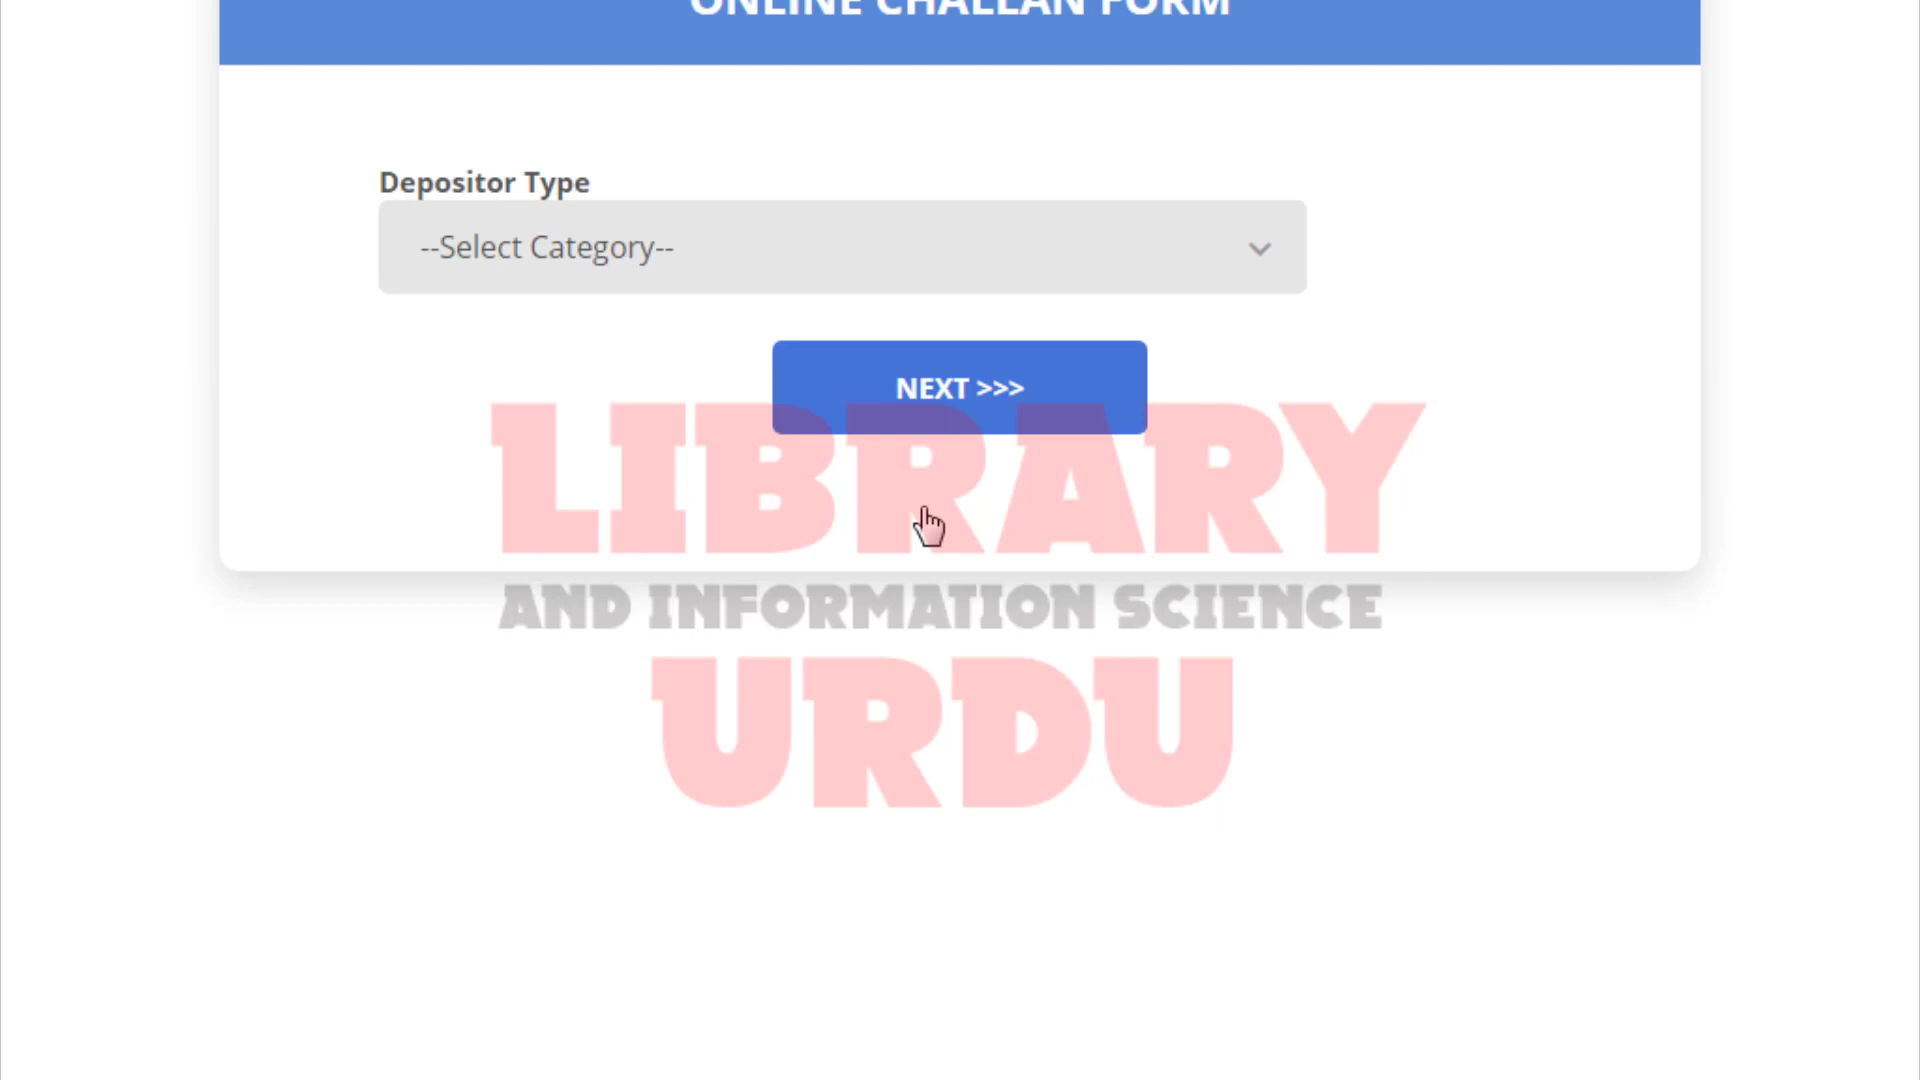 ONLINE CHALLAN FORM
Depositor Type
--Select Category--
NEXT >>>
LIBRARY
AND INFORMATION SCIENCE
URDU